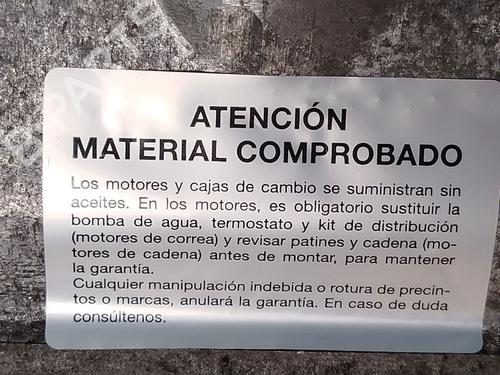 ATENCIÓN
MATERIAL COMPROBADO
Los motores y cajas de cambio se suministran sin
aceites. En los motores, es obligatorio sustituir la
bomba de agua, termostato y kit de distribución
(motores de correa) y revisar patines y cadena (mo-
tores de cadena) antes de montar, para mantener
la garantía.
Cualquier manipulación indebida o rotura de precin-
tos o marcas, anulará la garantía. En caso de duda
consúltenos.